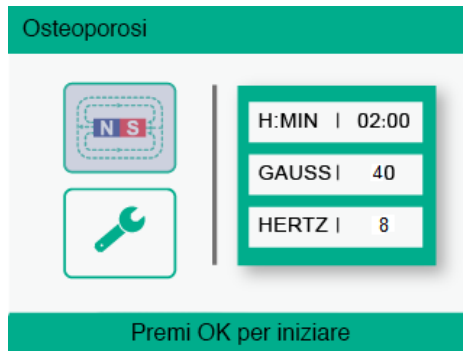 Osteoporosi
N S
H:MIN | 02:00
GAUSS | 40
HERTZ | 8
Premi OK per iniziare